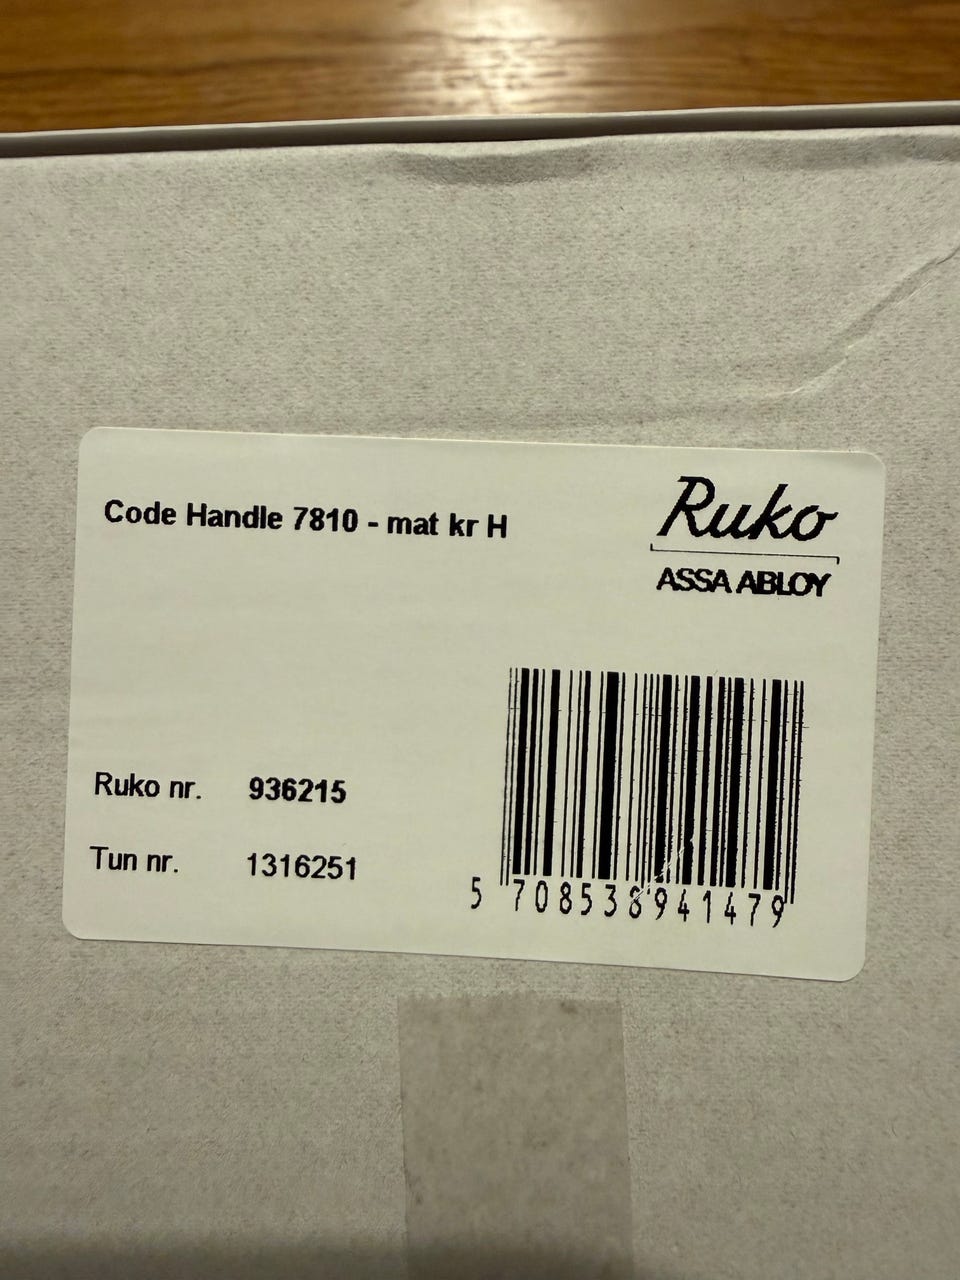 Code Handle 7810 - mat kr H
Ruko
ASSA ABLOY
Ruko nr. 936215
Tun nr. 1316251
5 708538 941479